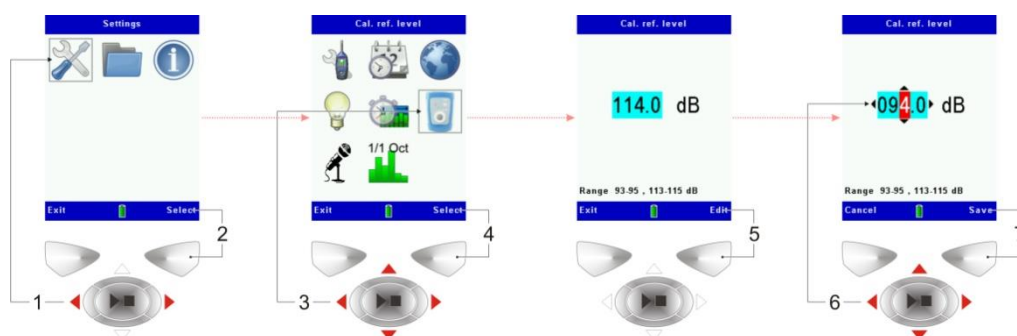 Settings
Exit
Select
1
2
Cal. ref. level
12
1/1 Oct
Exit
Select
3
4
Cal. ref. level
114.0 dB
Range 93-95 , 113-115 dB
Exit
Edit
5
Cal. ref. level
094.0 dB
Range 93-95 , 113-115 dB
Cancel
Save
6